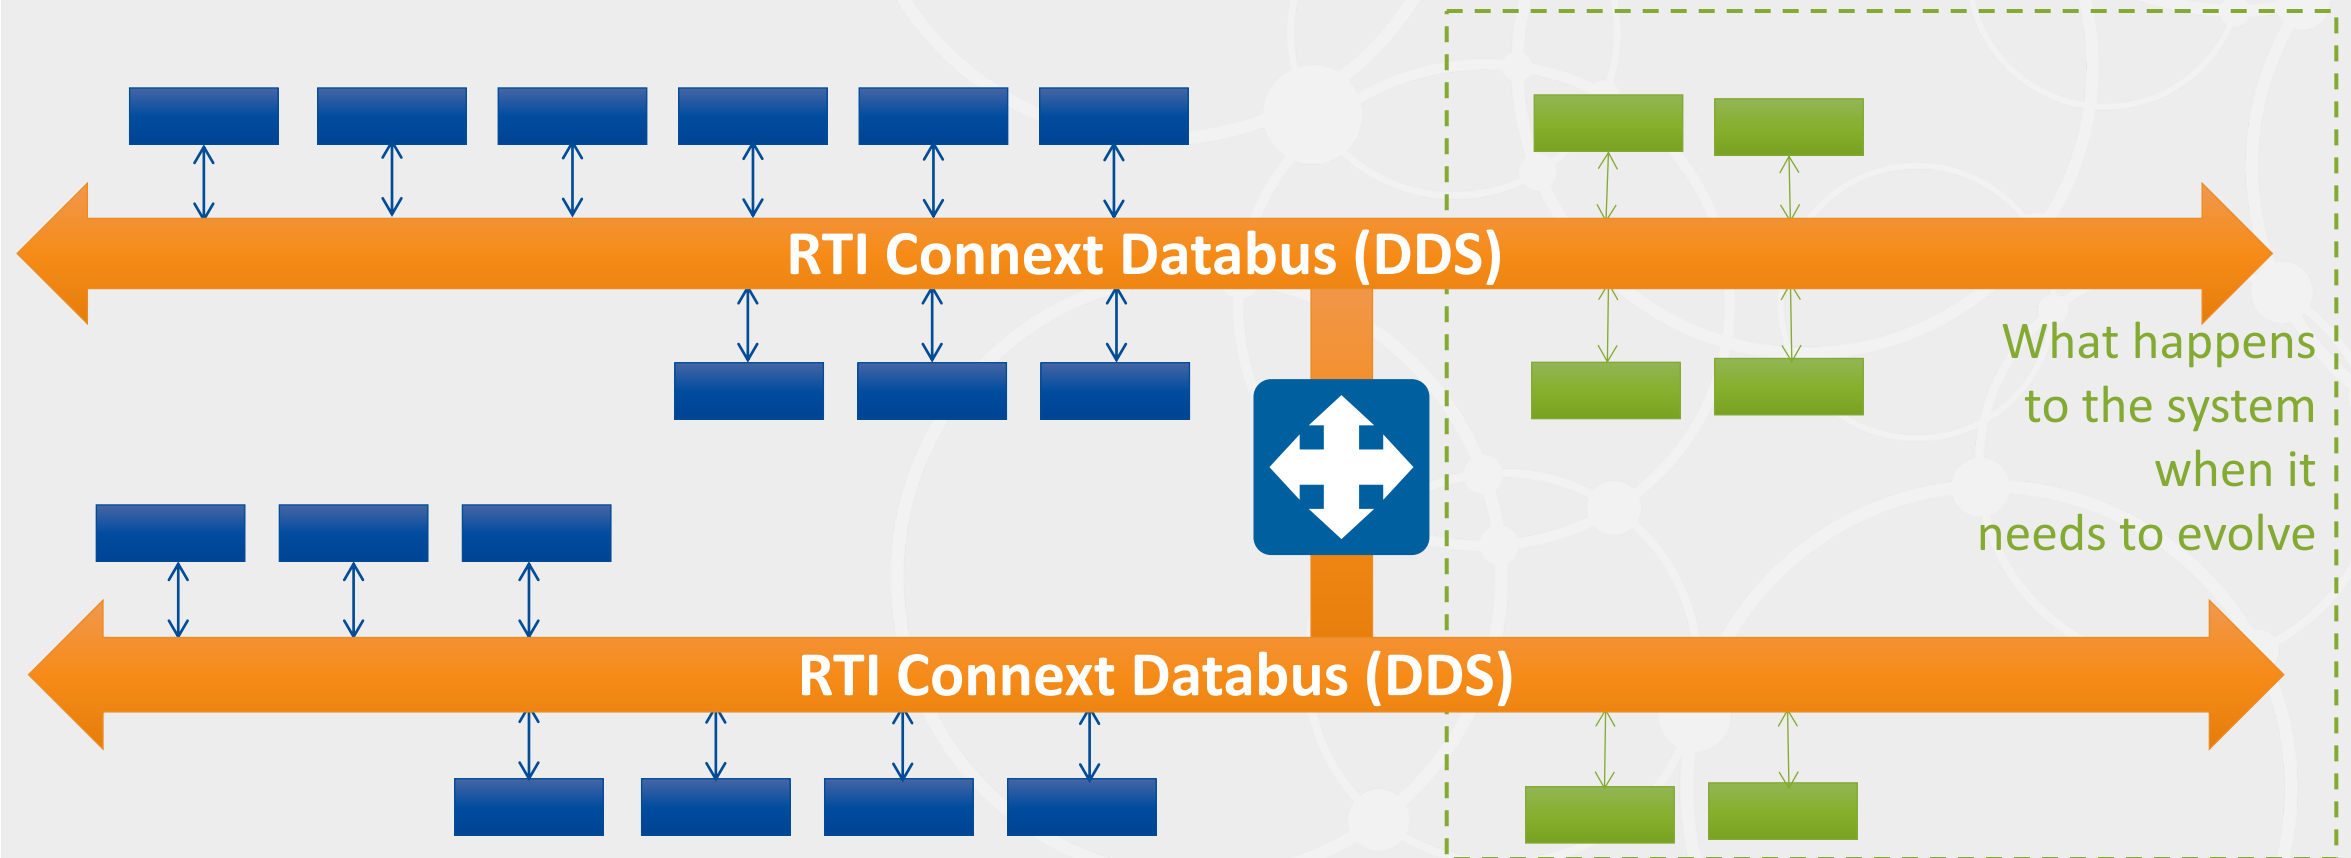 RTI Connext Databus (DDS)
What happens
to the system
when it
needs to evolve
RTI Connext Databus (DDS)